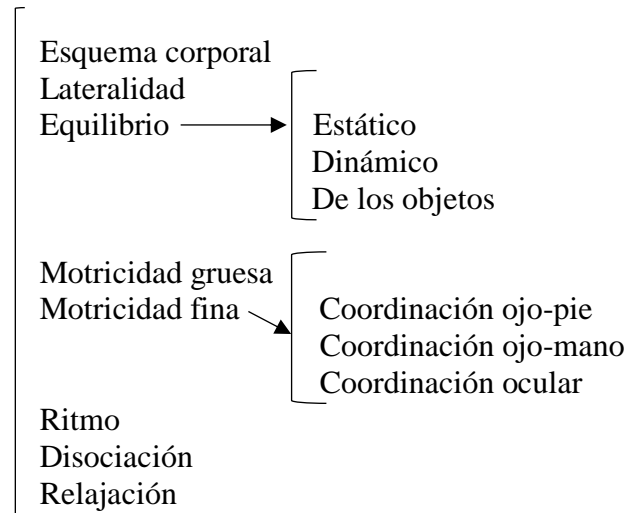 Esquema corporal
Lateralidad
Equilibrio
Estático
Dinámico
De los objetos
Motricidad gruesa
Motricidad fina
Coordinación ojo-pie
Coordinación ojo-mano
Coordinación ocular
Ritmo
Disociación
Relajación